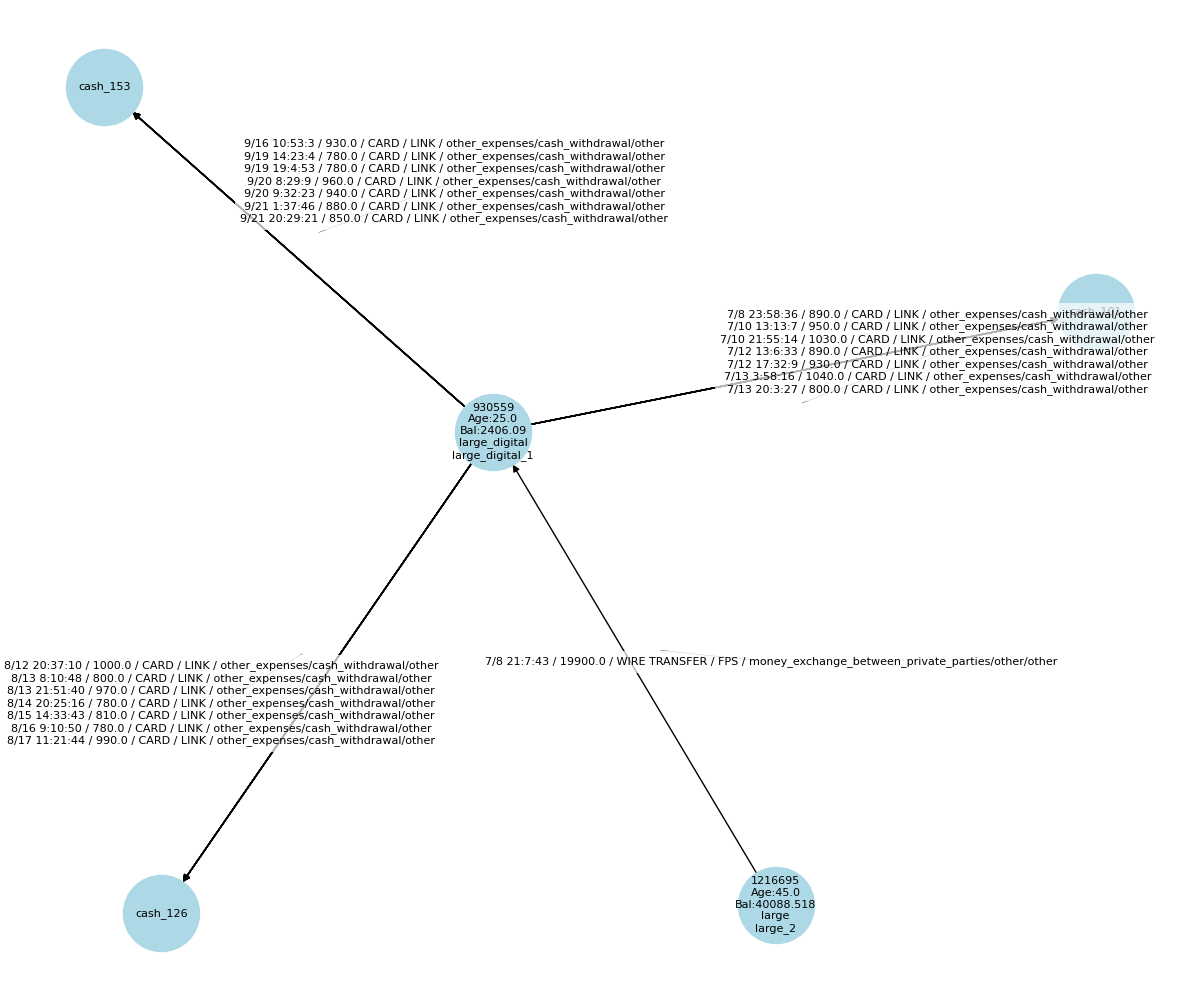 cash_153
9/16 10:53:3 / 930.0 / CARD / LINK / other_expenses/cash_withdrawal/other
9/19 14:23:4 / 780.0 / CARD / LINK / other_expenses/cash_withdrawal/other
9/19 19:4:53 / 780.0 / CARD / LINK / other_expenses/cash_withdrawal/other
9/20 8:29:9 / 960.0 / CARD / LINK / other_expenses/cash_withdrawal/other
9/20 9:32:23 / 940.0 / CARD / LINK / other_expenses/cash_withdrawal/other
9/21 1:37:46 / 880.0 / CARD / LINK / other_expenses/cash_withdrawal/other
9/21 20:29:21 / 850.0 / CARD / LINK / other_expenses/cash_withdrawal/other
7/8 23:58:36 / 890.0 / CARD / LINK / other_expenses/cash_withdrawal/other
7/10 13:13:7 / 950.0 / CARD / LINK / other_expenses/cash_withdrawal/other
7/10 21:55:14 / 1030.0 / CARD / LINK / other_expenses/cash_withdrawal/other
7/12 13:6:33 / 890.0 / CARD / LINK / other_expenses/cash_withdrawal/other
7/12 17:32:9 / 930.0 / CARD / LINK / other_expenses/cash_withdrawal/other
7/13 3:58:16 / 1040.0 / CARD / LINK / other_expenses/cash_withdrawal/other
7/13 20:3:27 / 800.0 / CARD / LINK / other_expenses/cash_withdrawal/other
930559
Age:25.0
Bal:2406.09
large_digital
large_digital_1
7/8 21:7:43 / 19900.0 / WIRE TRANSFER / FPS / money_exchange_between_private_parties/other/other
8/12 20:37:10 / 1000.0 / CARD / LINK / other_expenses/cash_withdrawal/other
8/13 8:10:48 / 800.0 / CARD / LINK / other_expenses/cash_withdrawal/other
8/13 21:51:40 / 970.0 / CARD / LINK / other_expenses/cash_withdrawal/other
8/14 20:25:16 / 780.0 / CARD / LINK / other_expenses/cash_withdrawal/other
8/15 14:33:43 / 810.0 / CARD / LINK / other_expenses/cash_withdrawal/other
8/16 9:10:50 / 780.0 / CARD / LINK / other_expenses/cash_withdrawal/other
8/17 11:21:44 / 990.0 / CARD / LINK / other_expenses/cash_withdrawal/other
cash_126
1216695
Age:45.0
Bal:40088.518
large
large_2